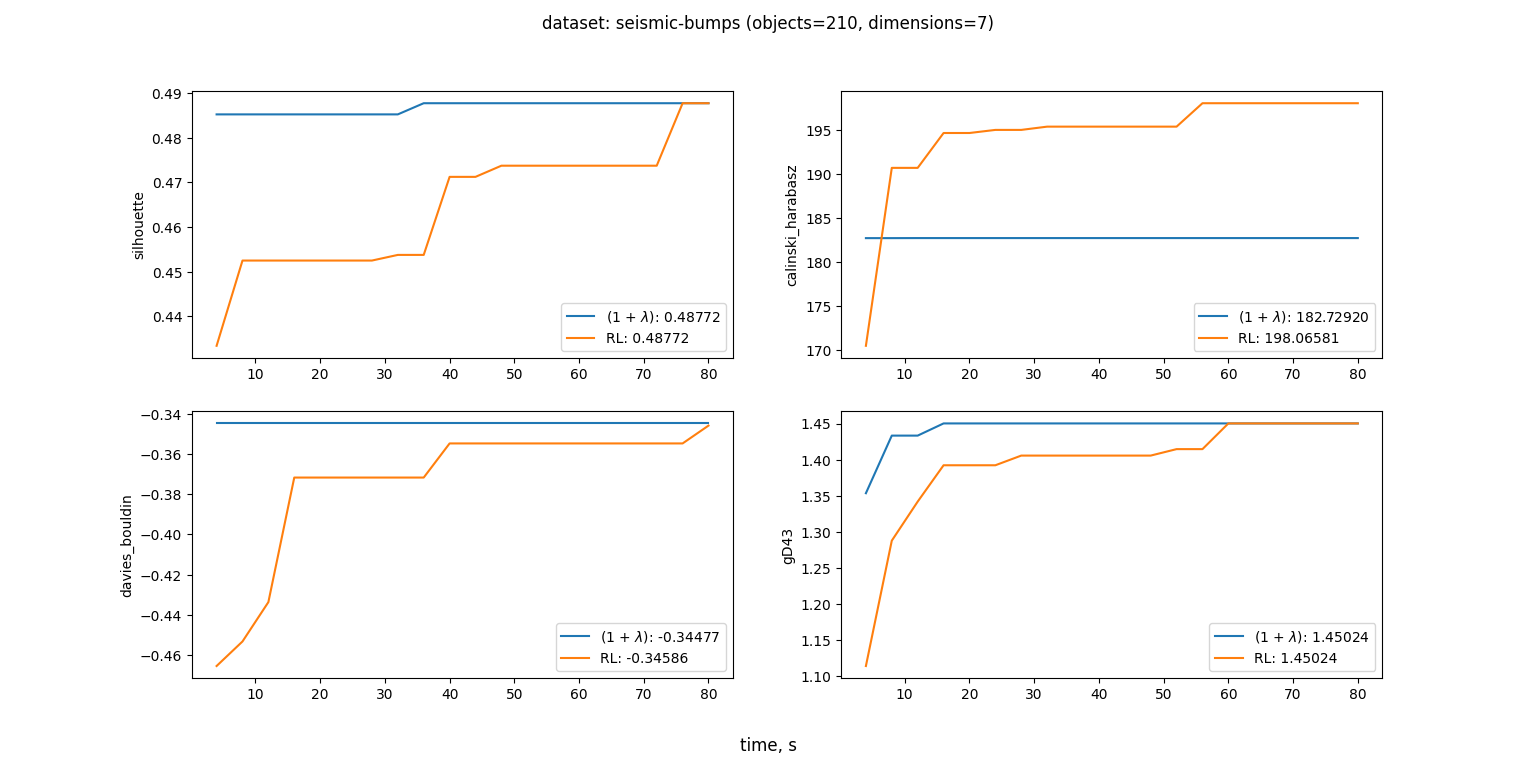 dataset: seismic-bumps (objects=210, dimensions=7)
silhouette
0.49
0.48
0.47
0.46
0.45
0.44
(1 + λ): 0.48772
RL: 0.48772
10 20 30 40 50 60 70 80
calinski_harabasz
195
190
185
180
175
170
(1 + λ): 182.72920
RL: 198.06581
10 20 30 40 50 60 70 80
davies_bouldin
−0.34
−0.36
−0.38
−0.40
−0.42
−0.44
−0.46
(1 + λ): -0.34477
RL: -0.34586
10 20 30 40 50 60 70 80
gD43
1.45
1.40
1.35
1.30
1.25
1.20
1.15
1.10
(1 + λ): 1.45024
RL: 1.45024
10 20 30 40 50 60 70 80
time, s